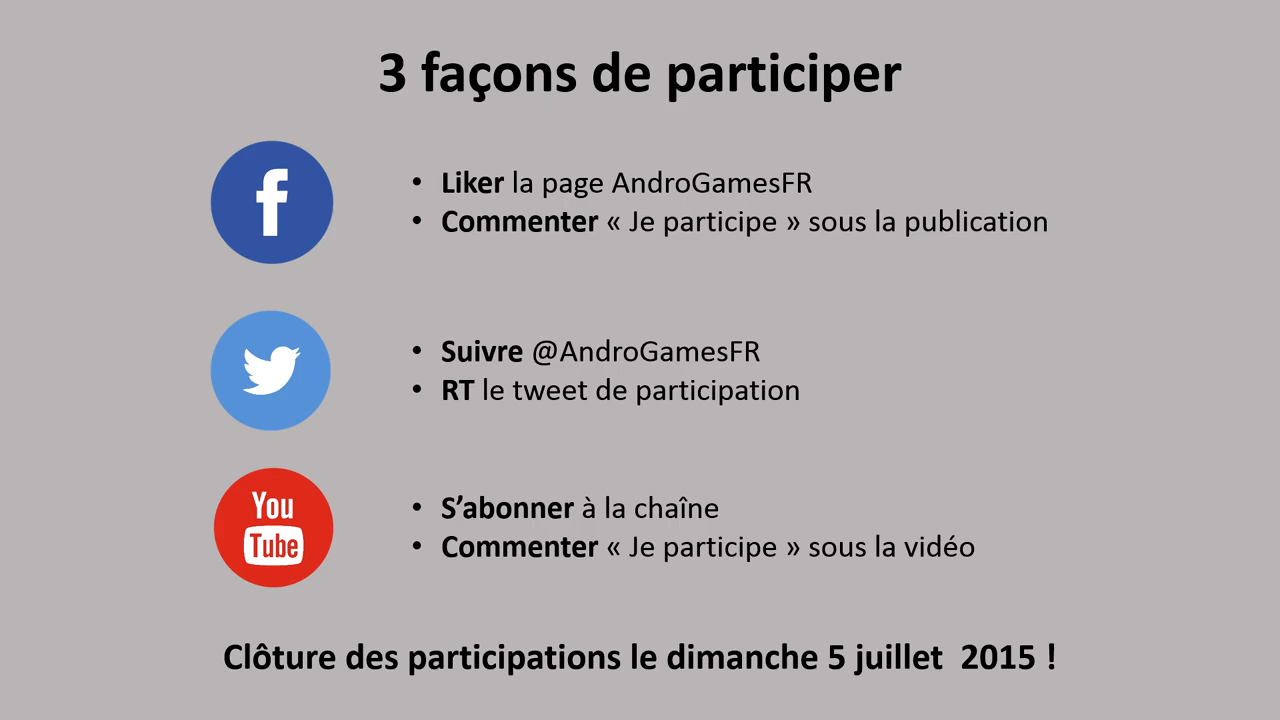 3 façons de participer
f
• Liker la page AndroGamesFR
• Commenter « Je participe » sous la publication
• Suivre @AndroGamesFR
• RT le tweet de participation
You
Tube
• S’abonner à la chaîne
• Commenter « Je participe » sous la vidéo
Clôture des participations le dimanche 5 juillet  2015 !